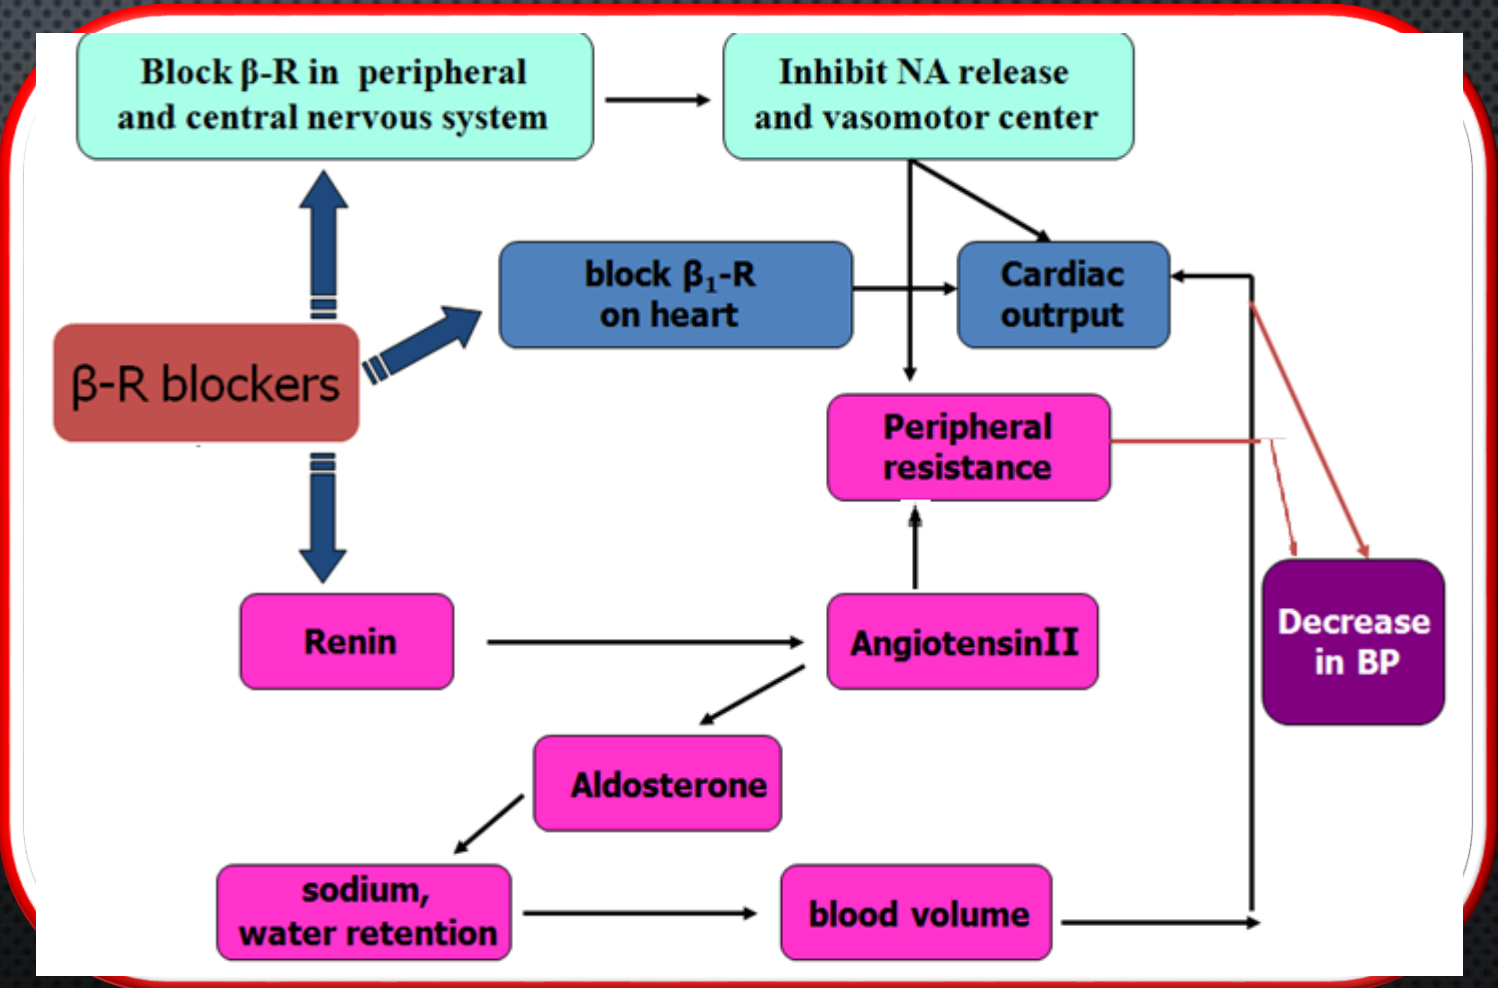 Block β-R in peripheral
and central nervous system
Inhibit NA release
and vasomotor center
block β₁-R
on heart
Cardiac
outrput
β-R blockers
Peripheral
resistance
Renin
AngiotensinII
Decrease
in BP
Aldosterone
sodium,
water retention
blood volume